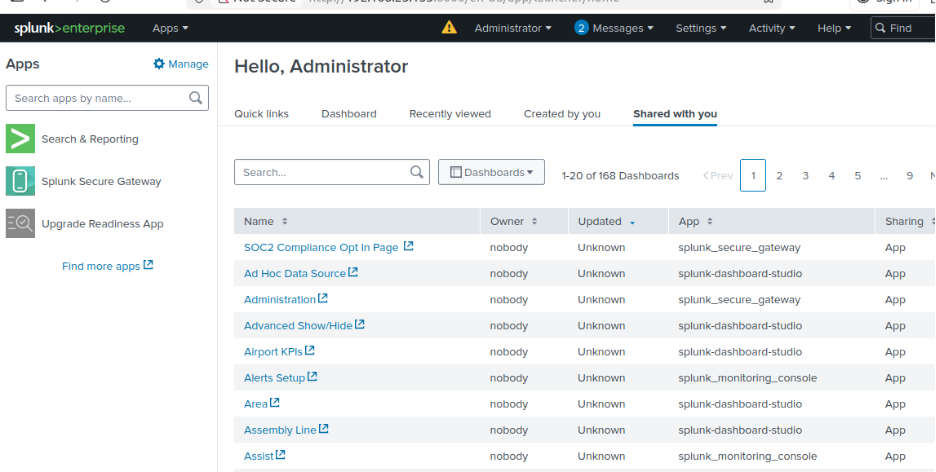 Not Secure
splunk>enterprise Apps Administrator 2 Messages Settings Activity Help Find
Apps Manage
Search apps by name...
Search & Reporting
Splunk Secure Gateway
Upgrade Readiness App
Find more apps
Hello, Administrator
Quick links Dashboard Recently viewed Created by you Shared with you
Search... Dashboards 1-20 of 168 Dashboards Prev 1 2 3 4 5 ... 9 N
Name Owner Updated App Sharing
SOC2 Compliance Opt In Page nobody Unknown splunk_secure_gateway App
Ad Hoc Data Source nobody Unknown splunk-dashboard-studio App
Administration nobody Unknown splunk_secure_gateway App
Advanced Show/Hide nobody Unknown splunk-dashboard-studio App
Airport KPIs nobody Unknown splunk-dashboard-studio App
Alerts Setup nobody Unknown splunk_monitoring_console App
Area nobody Unknown splunk-dashboard-studio App
Assembly Line nobody Unknown splunk-dashboard-studio App
Assist nobody Unknown splunk_monitoring_console App